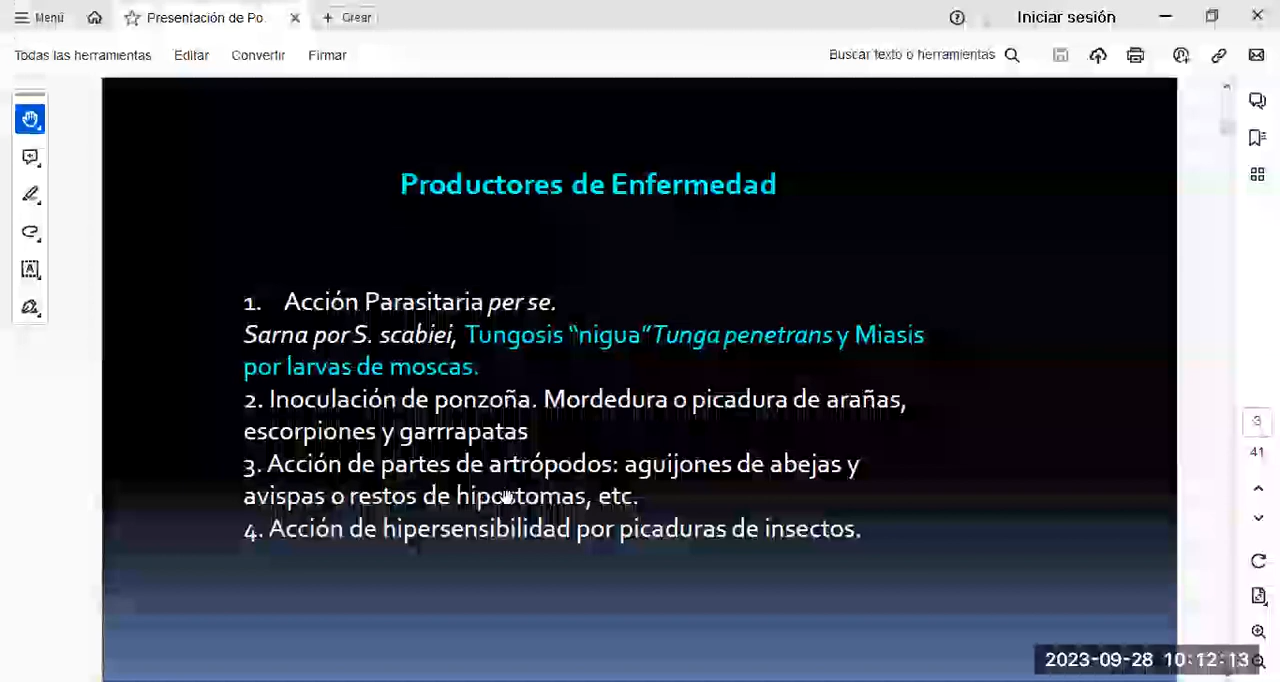 Menú
Presentación de Po
Crear
Iniciar sesión
Todas las herramientas
Editar
Convertir
Firmar
Buscar texto o herramientas
Productores de Enfermedad
1. Acción Parasitaria per se.
Sarna por S. scabiei, Tungosis “nigua” Tunga penetrans y Miasis
por larvas de moscas.
2. Inoculación de ponzoña. Mordedura o picadura de arañas,
escorpiones y garrrapatas
3. Acción de partes de artrópodos: aguijones de abejas y
avispas o restos de hipostomas, etc.
4. Acción de hipersensibilidad por picaduras de insectos.
3
41
2023-09-28 10:12:13